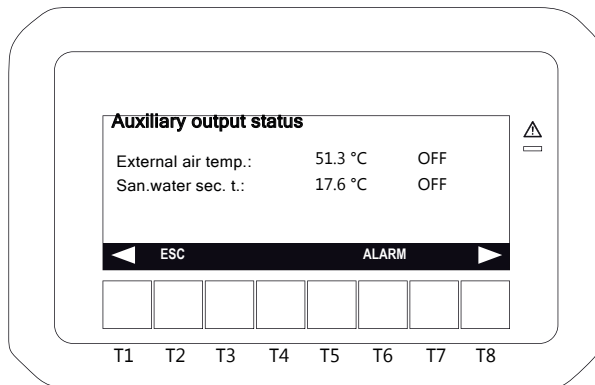 Auxiliary output status
External air temp.: 51.3 °C OFF
San.water sec. t.: 17.6 °C OFF
ESC ALARM
T1 T2 T3 T4 T5 T6 T7 T8